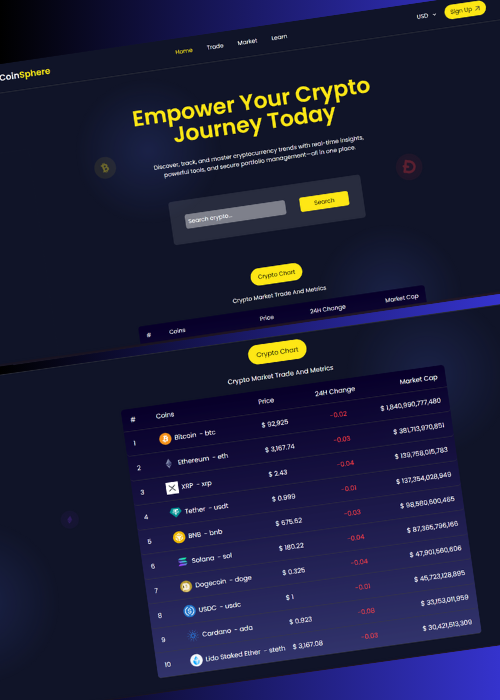 CoinSphere
Home Trade Market Learn
USD Sign Up
Empower Your Crypto
Journey Today
Discover, track, and master cryptocurrency trends with real-time insights,
powerful tools, and secure portfolio management—all in one place.
Search crypto... Search
Crypto Chart
Crypto Market Trade And Metrics
# Coins Price 24H Change Market Cap
Crypto Chart
Crypto Market Trade And Metrics
# Coins Price 24H Change Market Cap
1 Bitcoin - btc $ 92,925 -0.02 $ 1,840,990,777,480
2 Ethereum - eth $ 3,167.74 -0.03 $ 381,713,970,851
3 XRP - xrp $ 2.43 -0.04 $ 139,758,015,783
4 Tether - usdt $ 0.999 -0.01 $ 137,354,028,949
5 BNB - bnb $ 675.62 -0.03 $ 98,580,600,465
6 Solana - sol $ 180.22 -0.04 $ 87,365,796,166
7 Dogecoin - doge $ 0.325 -0.04 $ 47,901,560,606
8 USDC - usdc $ 1 -0.01 $ 45,723,128,895
9 Cardano - ada $ 0.923 $ 33,153,011,959
10 Lido Staked Ether - steth $ 3,167.08 -0.03 $ 30,421,513,309